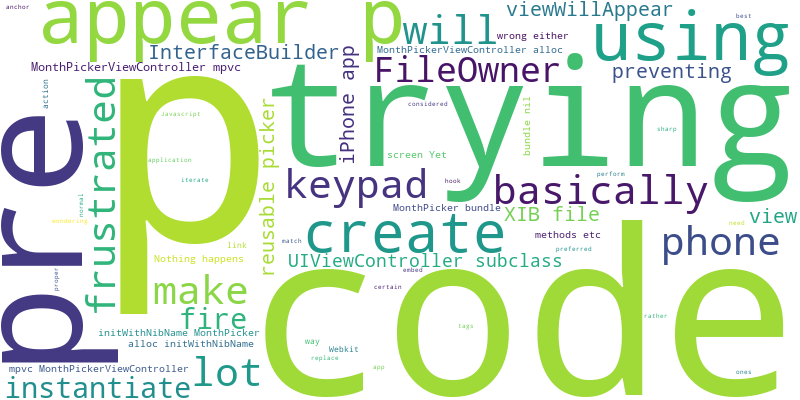 anchor
appear p
will
viewWillAppear
best
wrong either
using
InterfaceBuilder
MonthPickerViewController alloc
MonthPickerViewController mpvc
iPhone app
FileOwner
preventing
trying
pre
p
frustrated
action
reusable picker
Javascript
considered
bundle nil
sharp
screen Yet
application
iterate
keypad
hook
perform
basically
normal
wondering
MonthPicker bundle
XIB file
view
need
create
methods etc
phone
link
match
preferred
Nothing happens
UIViewController subclass
proper
embed
make
certain
code
rather
fire
tags
initWithNibName MonthPicker
alloc initWithNibName
way
Webkit
replace
app
mpvc MonthPickerViewController
lot
ones
instantiate